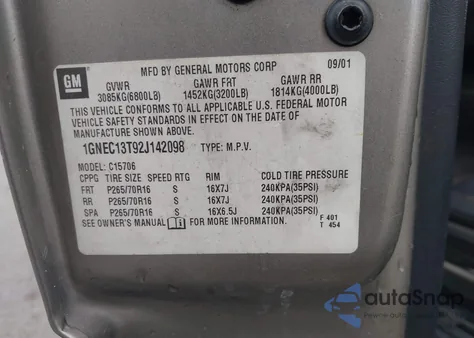 GM
MFD BY GENERAL MOTORS CORP 09/01
GVWR GAWR FRT GAWR RR
3085KG(6800LB) 1452KG(3200LB) 1814KG(4000LB)
THIS VEHICLE CONFORMS TO ALL APPLICABLE U.S. FEDERAL MOTOR
VEHICLE SAFETY STANDARDS IN EFFECT ON THE DATE OF
MANUFACTURE SHOWN ABOVE.
1GNEC13T92J142098 TYPE: M.P.V.
MODEL: C15706
CPPG TIRE SIZE SPEED RTG RIM COLD TIRE PRESSURE
FRT P265/70R16 S 16X7J 240KPA(35PSI)
RR P265/70R16 S 16X7J 240KPA(35PSI)
SPA P265/70R16 S 16X6.5J 240KPA(35PSI)
SEE OWNER'S MANUAL i FOR MORE INFORMATION.
F 401
T 454
autoSnap